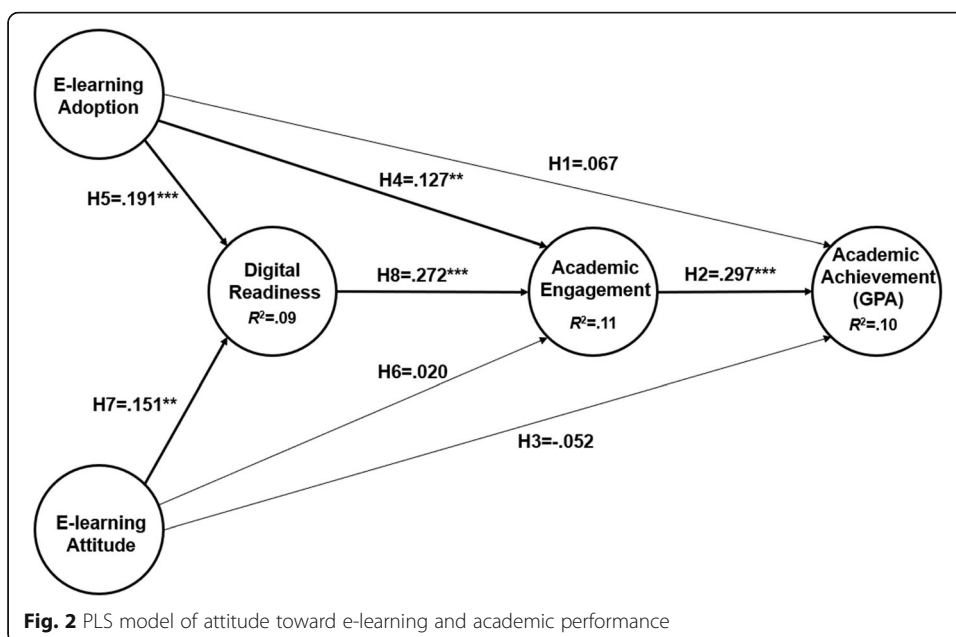 E-learning
Adoption
H1=.067
H4=.127**
H5=.191***
Digital
Readiness
R²=.09
H8=.272***
Academic
Engagement
R²=.11
H2=.297***
Academic
Achievement
(GPA)
R²=.10
H6=.020
H7=.151**
H3=-.052
E-learning
Attitude
Fig. 2 PLS model of attitude toward e-learning and academic performance